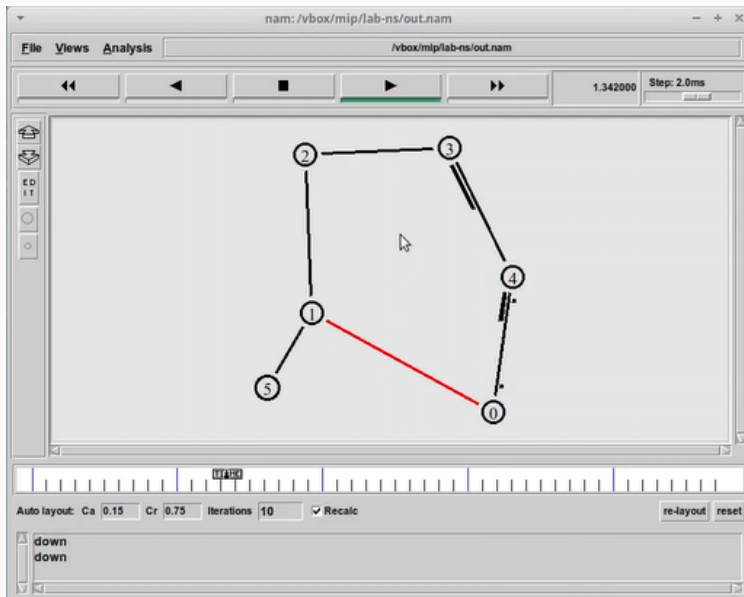 nam: /vbox/mip/lab-ns/out.nam
File Views Analysis /vbox/mip/lab-ns/out.nam
1.342000 Step: 2.0ms
ED
IT
2 3
4
1
5
0
TIME
Auto layout: Ca 0.15 Cr 0.75 Iterations 10 Recalc re-layout reset
down
down